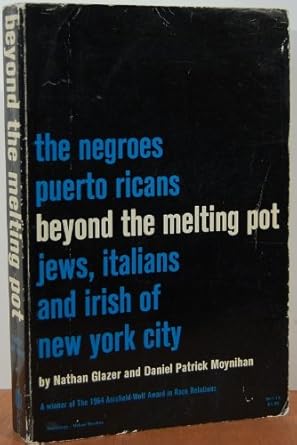 beyond the melting pot
the negroes
puerto ricans
beyond the melting pot
jews, italians
and irish of
new york city
by Nathan Glazer and Daniel Patrick Moynihan
A winner of The 1964 Anisfield-Wolf Award in Race Relations